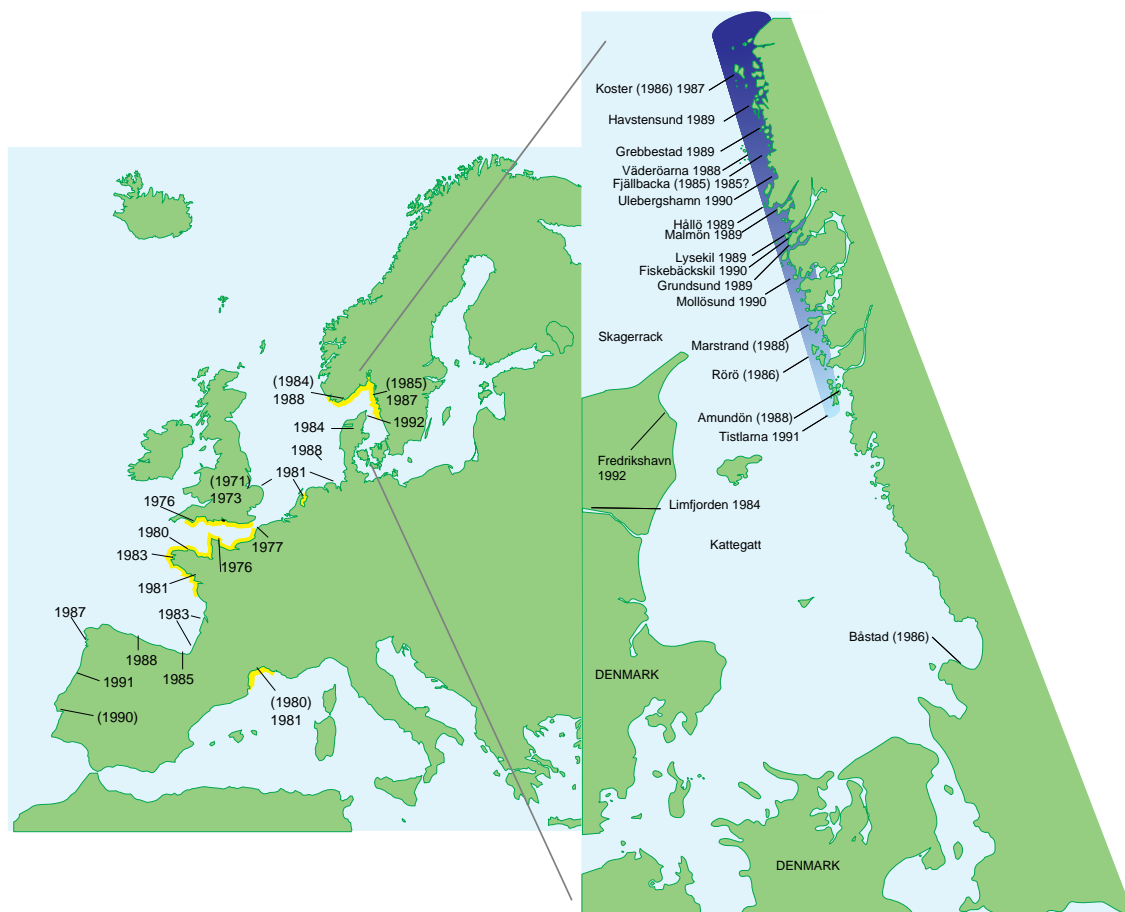 (1984)
1988
(1985)
1987
1984
1992
1988
1981
(1971)
1973
1976
1977
1980
1983
1976
1981
1983
1987
1988
1985
1991
(1990)
(1980)
1981
Koster (1986) 1987
Havstensund 1989
Grebbestad 1989
Väderöarna 1988
Fjällbacka (1985) 1985?
Ulebergshamn 1990
Hållö 1989
Malmön 1989
Lysekil 1989
Fiskebäckskil 1990
Grundsund 1989
Mollösund 1990
Skagerrack
Marstrand (1988)
Rörö (1986)
Amundön (1988)
Tistlarna 1991
Fredrikshavn
1992
Limfjorden 1984
Kattegatt
Båstad (1986)
DENMARK
DENMARK